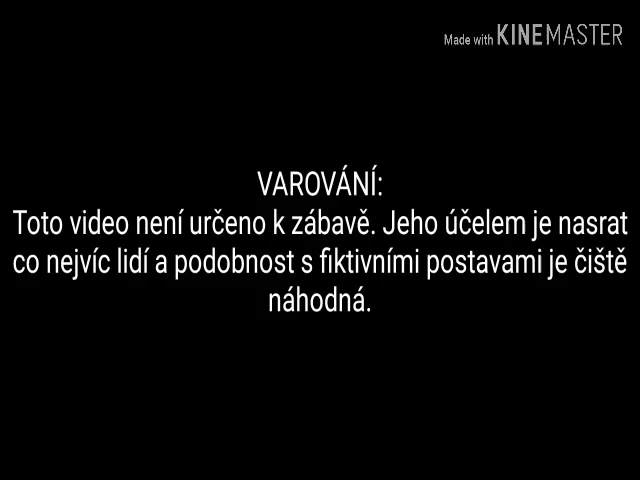 Made with KINEMASTER
VAROVÁNÍ:
Toto video není určeno k zábavě. Jeho účelem je nasrat
co nejvíc lidí a podobnost s fiktivními postavami je čiště
náhodná.